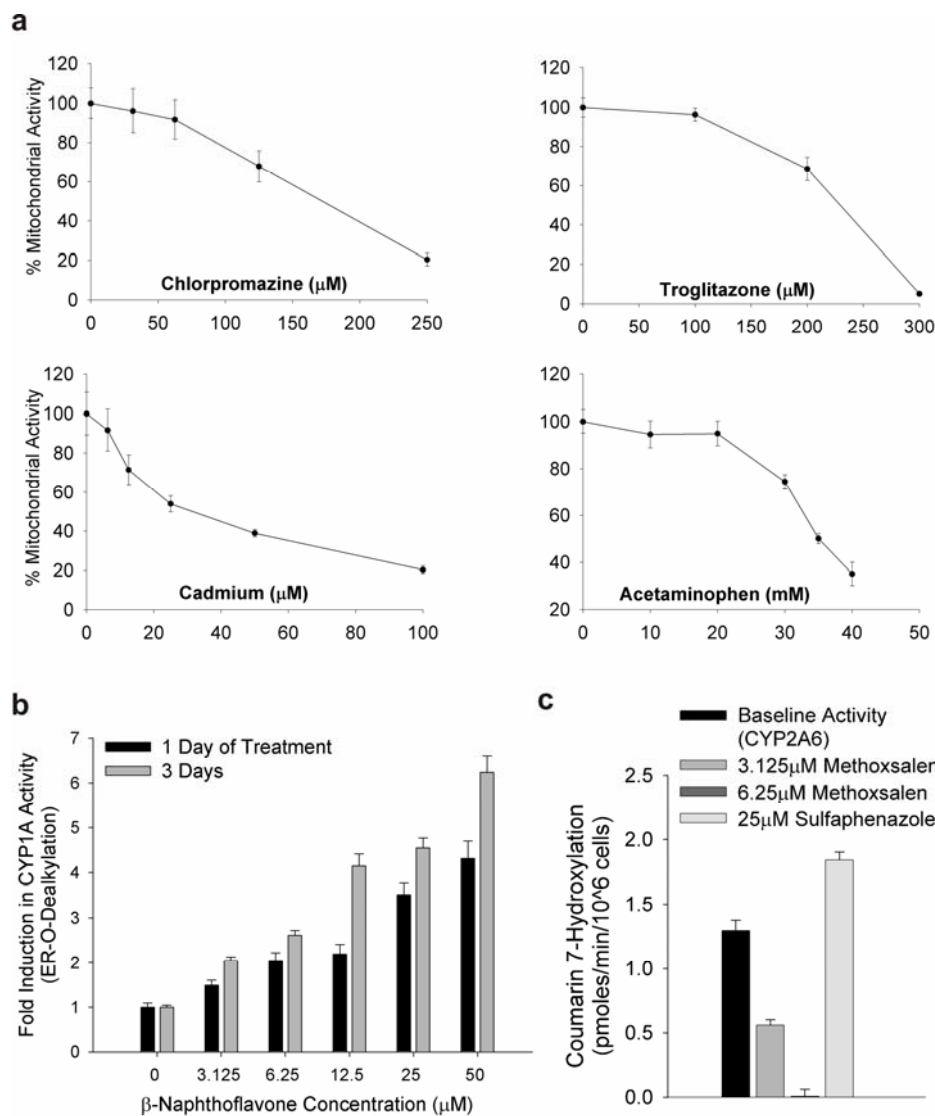 a
120
100
80
60
40
20
0
% Mitochondrial Activity
Chlorpromazine (μM)
0 50 100 150 200 250
120
100
80
60
40
20
0
Troglitazone (μM)
0 100 200 300
120
100
80
60
40
20
0
% Mitochondrial Activity
Cadmium (μM)
0 20 40 60 80 100
120
100
80
60
40
20
Acetaminophen (mM)
0 10 20 30 40 50
b
7
6
5
4
3
2
1
0
Fold Induction in CYP1A Activity
(ER-O-Dealkylation)
1 Day of Treatment
3 Days
0 3.125 6.25 12.5 25 50
β-Naphthoflavone Concentration (μM)
c
Baseline Activity
(CYP2A6)
3.125μM Methoxsalen
6.25μM Methoxsalen
25μM Sulfaphenazole
2.5
2.0
1.5
1.0
0.5
0.0
Coumarin 7-Hydroxylation
(pmoles/min/10^6 cells)